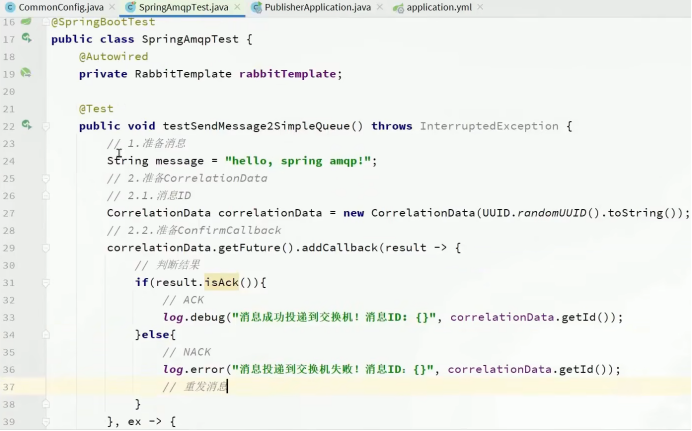 CommonConfig.java SpringAmqpTest.java PublisherApplication.java application.yml
16 @SpringBootTest
17 public class SpringAmqpTest {
18 @Autowired
19 private RabbitTemplate rabbitTemplate;
20
21 @Test
22 public void testSendMessage2SimpleQueue() throws InterruptedException {
23 // 1.准备消息
24 String message = "hello, spring amqp!";
25 // 2.准备CorrelationData
26 // 2.1.消息ID
27 CorrelationData correlationData = new CorrelationData(UUID.randomUUID().toString());
28 // 2.2.准备ConfirmCallback
29 correlationData.getFuture().addCallback(result -> {
30 // 判断结果
31 if(result.isAck()){
32 // ACK
33 log.debug("消息成功投递到交换机！消息ID: {}", correlationData.getId());
34 }else{
35 // NACK
36 log.error("消息投递到交换机失败！消息ID：{}", correlationData.getId());
37 // 重发消息
38 }
39 }, ex -> {